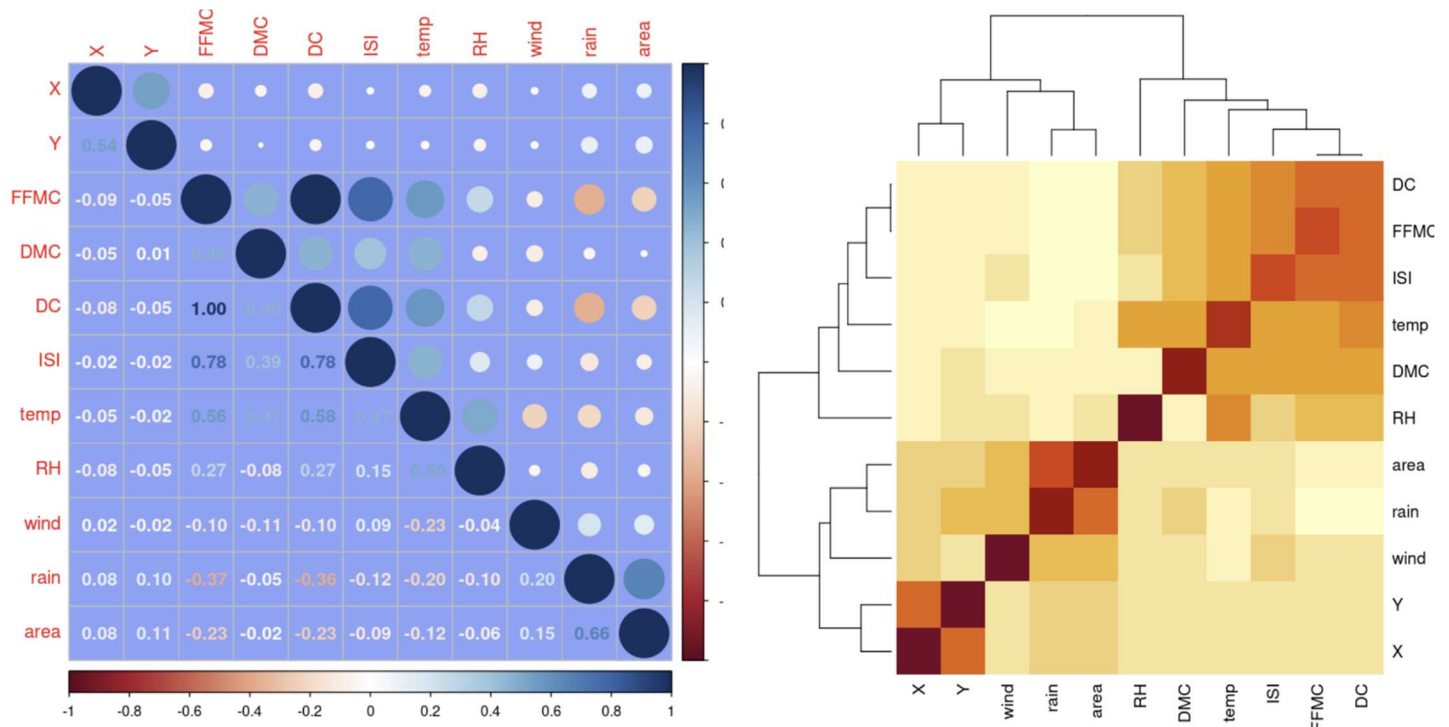 X Y FFMC DMC DC ISI temp RH wind rain area
X
Y 0.54
FFMC -0.09 -0.05
DMC -0.05 0.01
DC -0.08 -0.05 1.00
ISI -0.02 -0.02 0.78 0.39 0.78
temp -0.05 -0.02 0.56 0.58
RH -0.08 -0.05 0.27 -0.08 0.27 0.15
wind 0.02 -0.02 -0.10 -0.11 -0.10 0.09 -0.23 -0.04
rain 0.08 0.10 -0.37 -0.05 -0.36 -0.12 -0.20 -0.10 0.20
area 0.08 0.11 -0.23 -0.02 -0.23 -0.09 -0.12 -0.06 0.15 0.66
-1 -0.8 -0.6 -0.4 -0.2 0 0.2 0.4 0.6 0.8 1
DC
FFMC
ISI
temp
DMC
RH
area
rain
wind
Y
X
X Y wind rain area RH DMC temp ISI FFMC DC